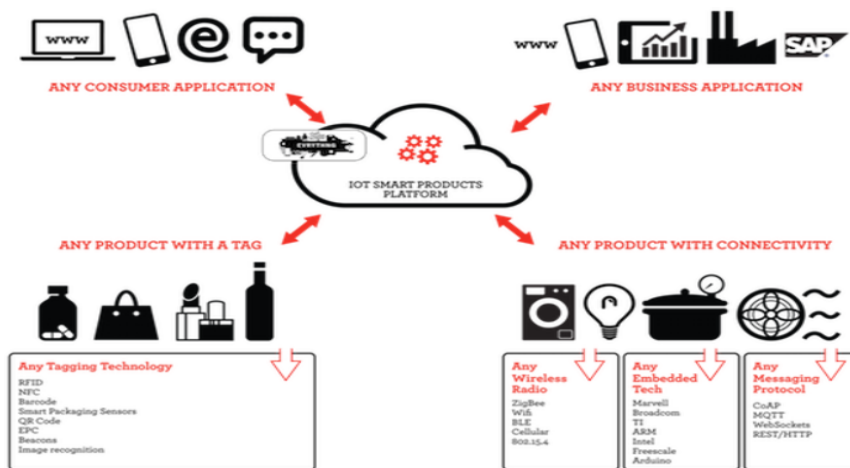 www
www
SAP
ANY CONSUMER APPLICATION
ANY BUSINESS APPLICATION
EVRYTHNG
IOT SMART PRODUCTS
PLATFORM
ANY PRODUCT WITH A TAG
ANY PRODUCT WITH CONNECTIVITY
Any Tagging Technology
RFID
NFC
Barcode
Smart Packaging Sensors
QR Code
EPC
Beacons
Image recognition
Any
Wireless
Radio
ZigBee
Wifi
BLE
Cellular
802.15.4
Any
Embedded
Tech
Marvell
Broadcom
TI
ARM
Intel
Freescale
Arduino
Any
Messaging
Protocol
CoAP
MQTT
WebSockets
REST/HTTP